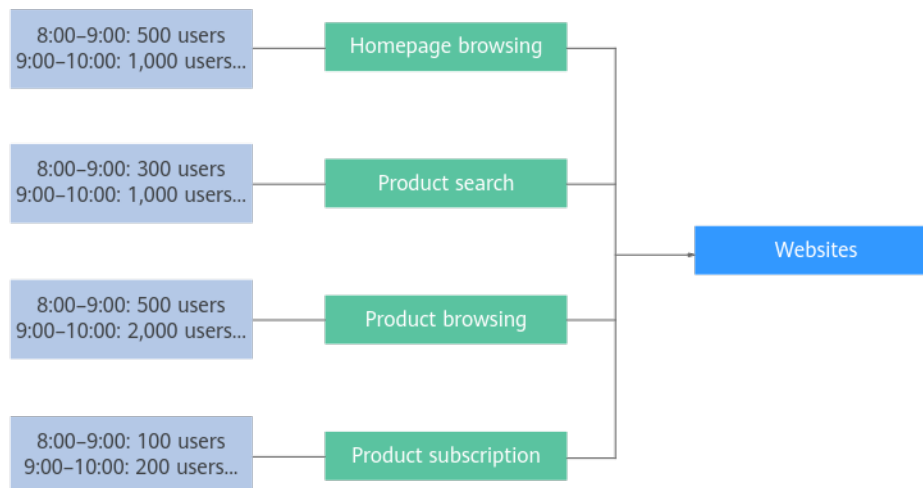 8:00–9:00: 500 users
9:00–10:00: 1,000 users...
Homepage browsing
8:00–9:00: 300 users
9:00–10:00: 1,000 users...
Product search
Websites
8:00–9:00: 500 users
9:00–10:00: 2,000 users...
Product browsing
8:00–9:00: 100 users
9:00–10:00: 200 users...
Product subscription